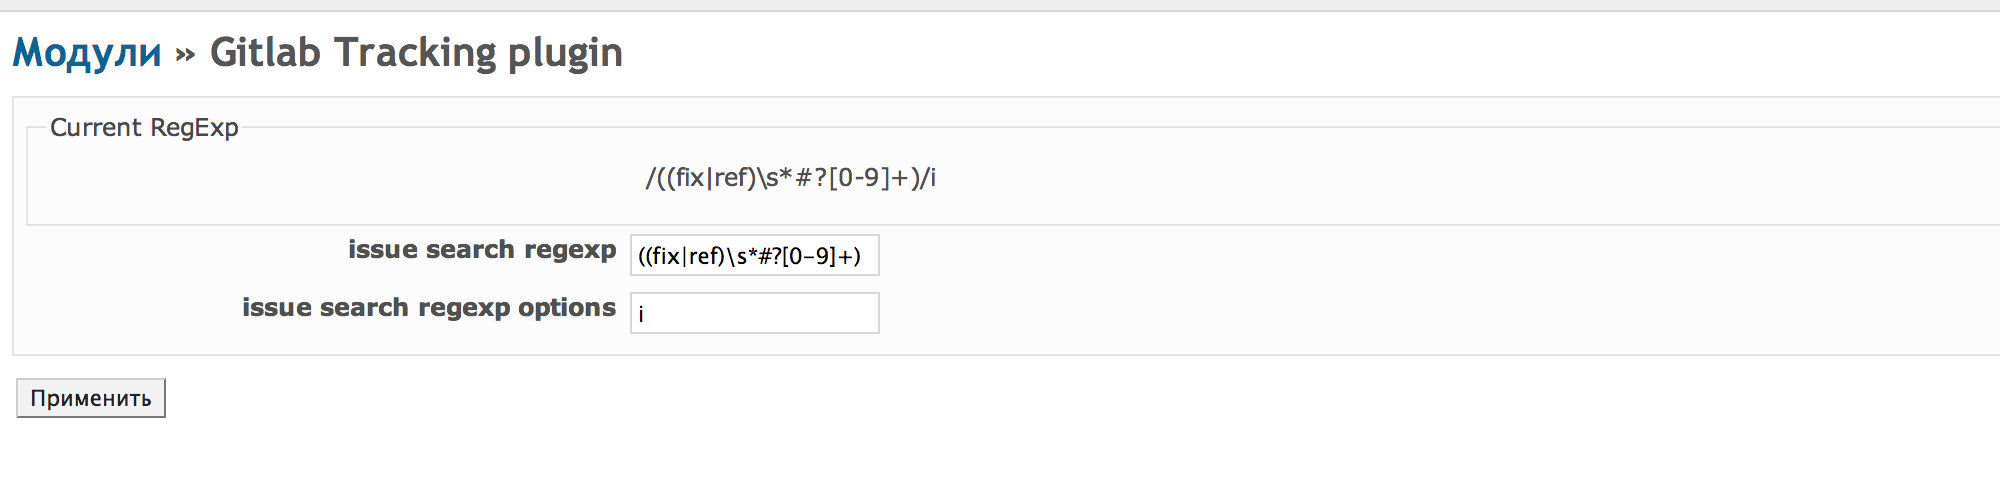 Модули » Gitlab Tracking plugin
Current RegExp
/((fix|ref)\s*#?[0-9]+)/i
issue search regexp ((fix|ref)\s*#?[0-9]+)
issue search regexp options i
Применить